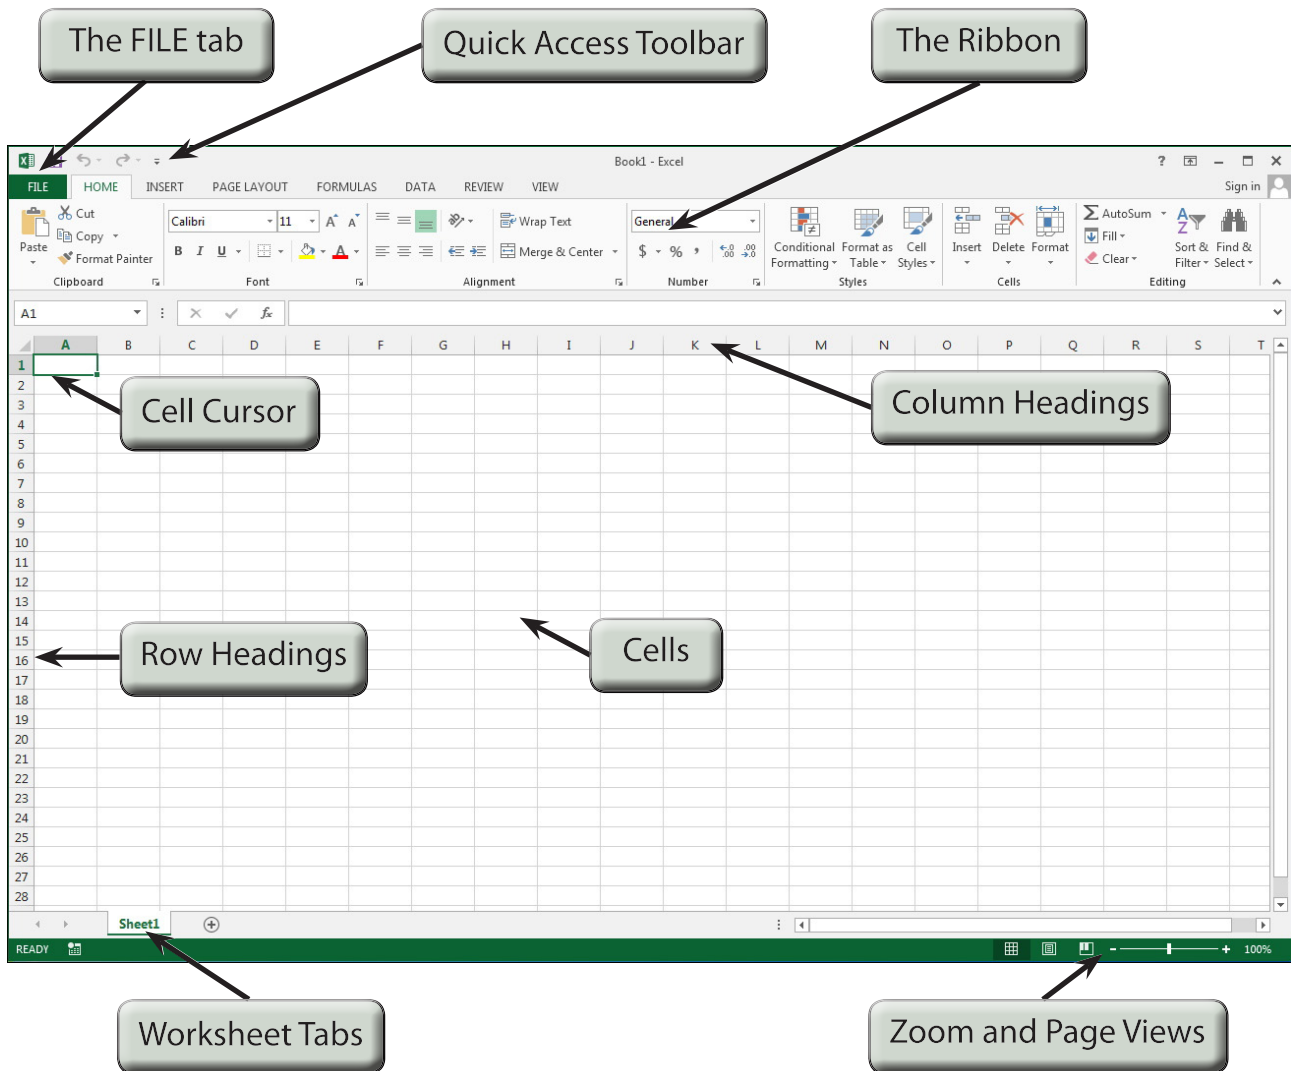 The FILE tab
Quick Access Toolbar
The Ribbon
Book1 - Excel
?
FILE HOME INSERT PAGE LAYOUT FORMULAS DATA REVIEW VIEW Sign in
Cut
Copy
Format Painter
Paste
Clipboard
Calibri 11 A A
B I U A
Font
Wrap Text
Merge & Center
Alignment
General
$ % , .0 .00 .00 .0
Number
Conditional Formatting
Format as Table
Cell Styles
Styles
Insert Delete Format
Cells
AutoSum
Fill
Clear
Sort & Filter
Find & Select
Editing
A1 fx
A B C D E F G H I J K L M N O P Q R S T
1
2
3
4
5
6
7
8
9
10
11
12
13
14
15
16
17
18
19
20
21
22
23
24
25
26
27
28
Cell Cursor
Column Headings
Row Headings
Cells
Sheet1
READY 100%
Worksheet Tabs
Zoom and Page Views